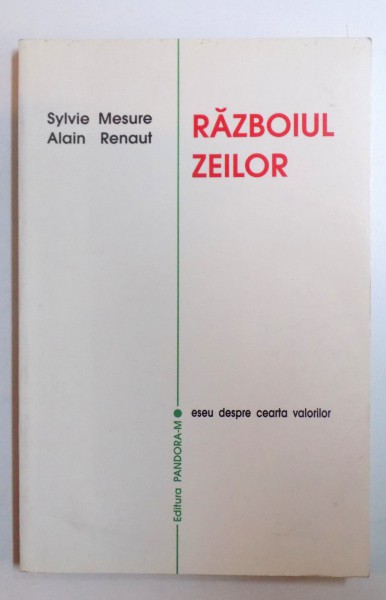 Sylvie Mesure
Alain Renaut
RĂZBOIUL
ZEILOR
eseu despre cearta valorilor
Editura PANDORA-M